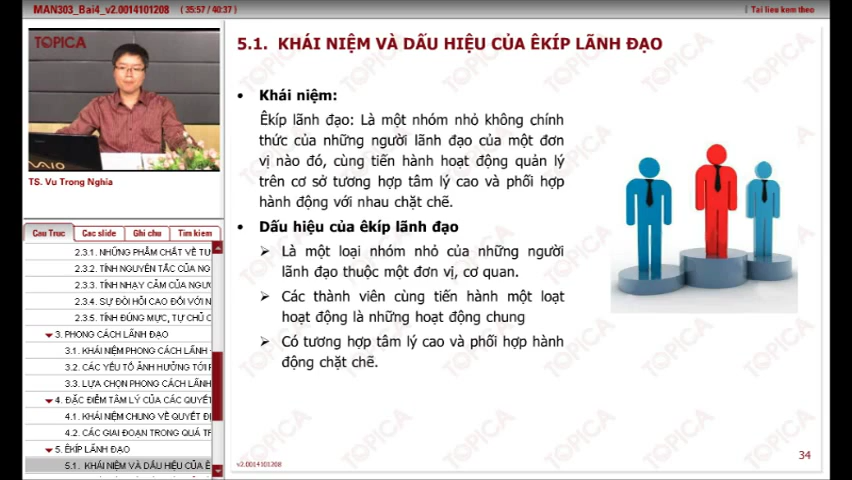 MAN303_Bai4_v2.0014101208 ( 35:57 / 40:37 )
Tai lieu kem theo
TOPICA
VAIO
TS. Vu Trong Nghia
Cau Truc
Cac slide
Ghi chu
Tim kiem
2.3.1. NHỮNG PHẨM CHẤT VỀ TƯ
2.3.2. TÍNH NGUYÊN TẮC CỦA NG
2.3.3. TÍNH NHẠY CẢM CỦA NGƯ
2.3.4. SỰ ĐÒI HỎI CAO ĐỐI VỚI N
2.3.5. TÍNH ĐÚNG MỰC, TỰ CHỦ C
3. PHONG CÁCH LÃNH ĐẠO
3.1. KHÁI NIỆM PHONG CÁCH LÃNH
3.2. CÁC YẾU TỐ ẢNH HƯỞNG TỚI P
3.3. LỰA CHỌN PHONG CÁCH LÃNH
4. ĐẶC ĐIỂM TÂM LÝ CỦA CÁC QUYẾT
4.1. KHÁI NIỆM CHUNG VỀ QUYẾT ĐỊ
4.2. CÁC GIAI ĐOẠN TRONG QUÁ TR
5. ÊKÍP LÃNH ĐẠO
5.1. KHÁI NIỆM VÀ DẤU HIỆU CỦA Ê
5.1. KHÁI NIỆM VÀ DẤU HIỆU CỦA ÊKÍP LÃNH ĐẠO
• Khái niệm:
Êkíp lãnh đạo: Là một nhóm nhỏ không chính
thức của những người lãnh đạo của một đơn
vị nào đó, cùng tiến hành hoạt động quản lý
trên cơ sở tương hợp tâm lý cao và phối hợp
hành động với nhau chặt chẽ.
• Dấu hiệu của êkíp lãnh đạo
➢ Là một loại nhóm nhỏ của những người
lãnh đạo thuộc một đơn vị, cơ quan.
➢ Các thành viên cùng tiến hành một loạt
hoạt động là những hoạt động chung
➢ Có tương hợp tâm lý cao và phối hợp hành
động chặt chẽ.
v2.0014101208
34